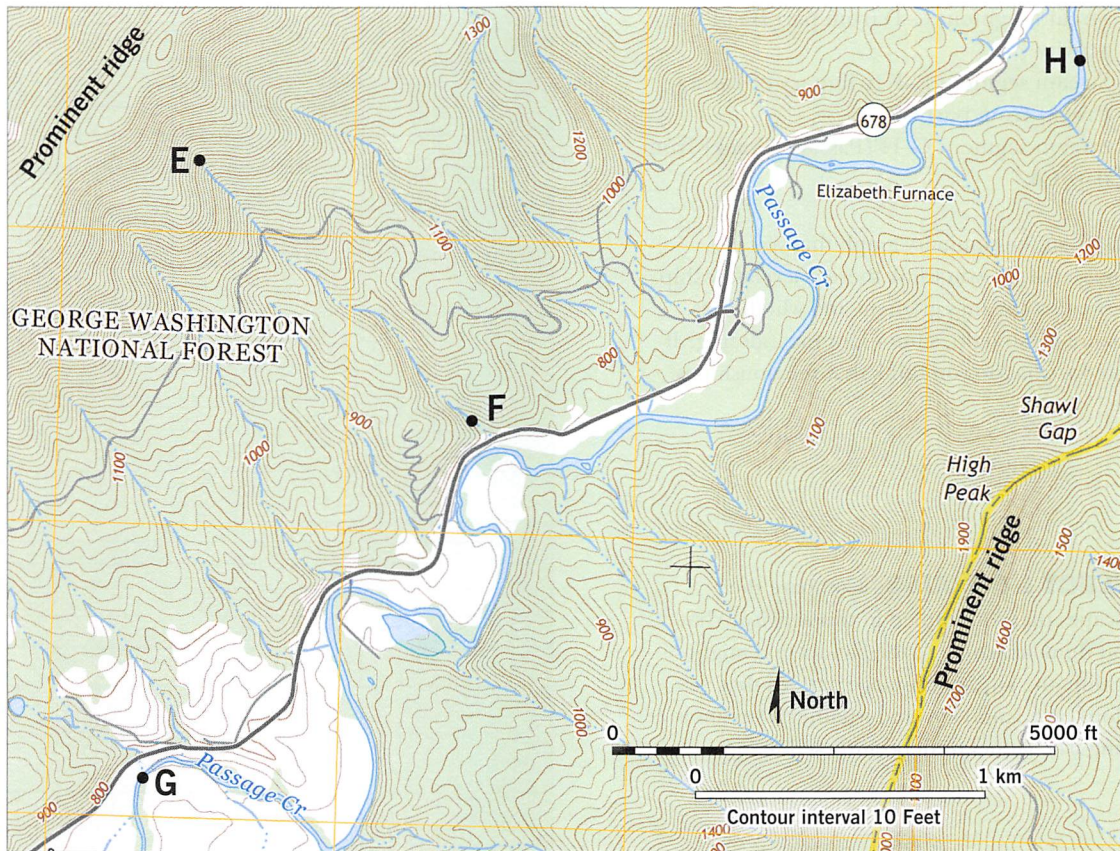 Prominent ridge
1300
H
900
678
1200
E
1000
Elizabeth Furnace
Passage Cr
1100
1200
1000
GEORGE WASHINGTON
NATIONAL FOREST
1300
800
F
900
Shawl
Gap
1100
High
Peak
1000
1100
1900
1500
1400
Prominent ridge
900
1600
North
1700
1000
0
5000 ft
G
Passage Cr
0
1 km
800
900
Contour interval 10 Feet
1400